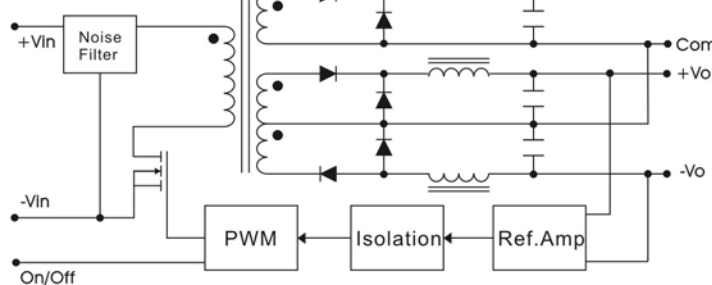 +Vin
Noise
Filter
Com
+Vo
-Vin
-Vo
PWM
Isolation
Ref.Amp
On/Off